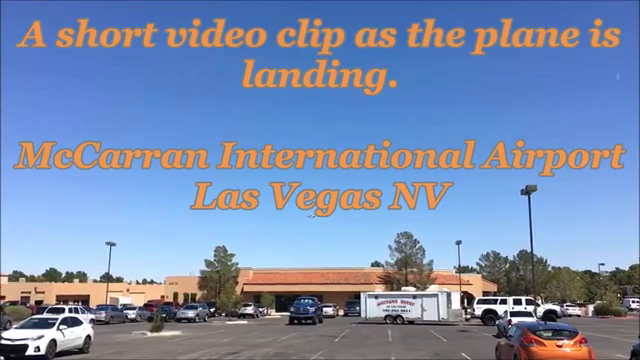 A short video clip as the plane is
landing.
McCarran International Airport
Las Vegas NV